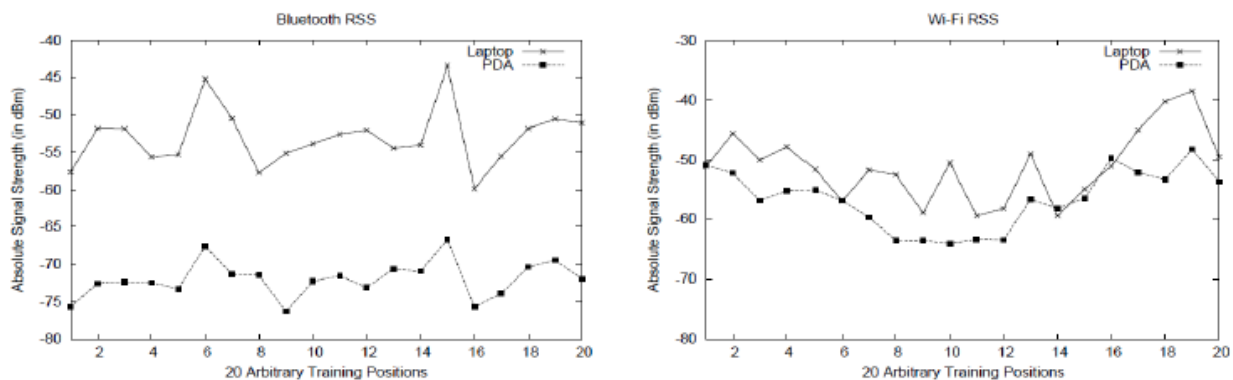 Bluetooth RSS
-40
-45
-50
-55
-60
-65
-70
-75
-80
Absolute Signal Strength (in dBm)
Laptop
PDA
2 4 6 8 10 12 14 16 18 20
20 Arbitrary Training Positions
Wi-Fi RSS
-30
-40
-50
-60
-70
-80
Absolute Signal Strength (in dBm)
Laptop
PDA
2 4 6 8 10 12 14 16 18 20
20 Arbitrary Training Positions